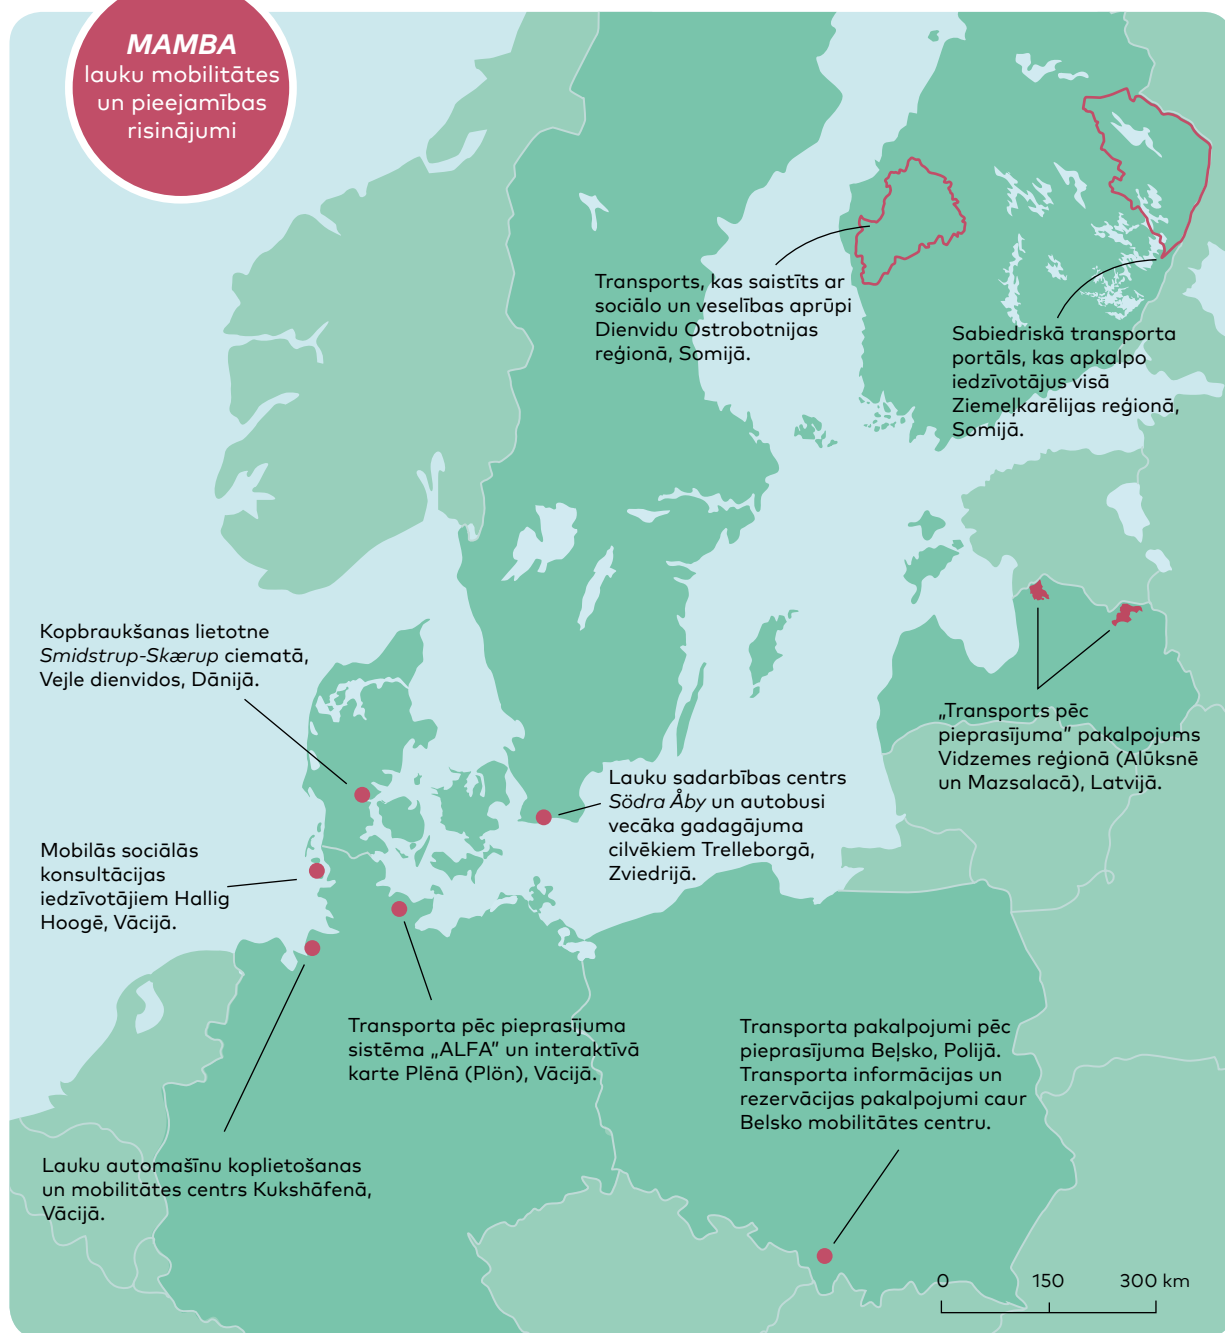 MAMBA
lauku mobilitātes
un pieejamības
risinājumi
Transports, kas saistīts ar
sociālo un veselības aprūpi
Dienvidu Ostrobotnijas
reģionā, Somijā.
Sabiedriskā transporta
portāls, kas apkalpo
iedzīvotājus visā
Ziemeļkarēlijas reģionā,
Somijā.
Kopbraukšanas lietotne
Smidstrup-Skærup ciematā,
Vejle dienvidos, Dānijā.
„Transports pēc
pieprasījuma” pakalpojums
Vidzemes reģionā (Alūksnē
un Mazsalacā), Latvijā.
Lauku sadarbības centrs
Södra Åby un autobusi
vecāka gadagājuma
cilvēkiem Trelleborgā,
Zviedrijā.
Mobilās sociālās
konsultācijas
iedzīvotājiem Hallig
Hoogē, Vācijā.
Transporta pēc pieprasījuma
sistēma „ALFA” un interaktīvā
karte Plēnā (Plön), Vācijā.
Transporta pakalpojumi pēc
pieprasījuma Beļsko, Polijā.
Transporta informācijas un
rezervācijas pakalpojumi caur
Belsko mobilitātes centru.
Lauku automašīnu koplietošanas
un mobilitātes centrs Kukshāfenā,
Vācijā.
0 150 300 km